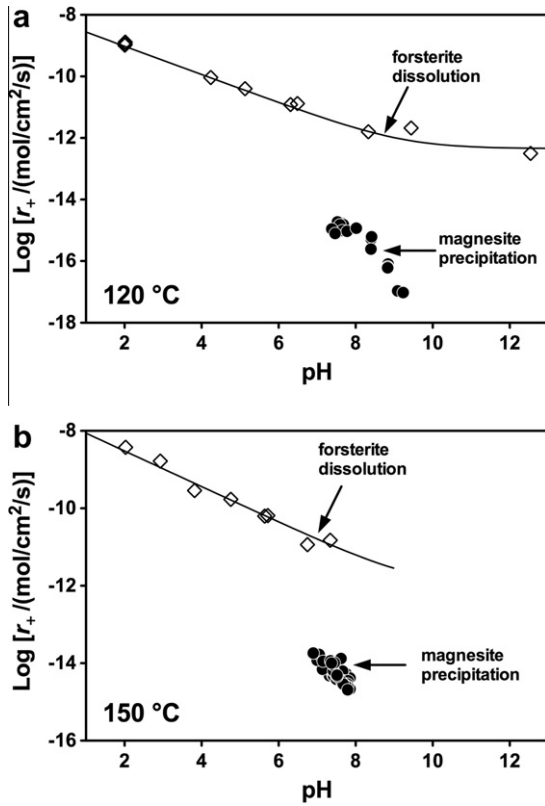 a
-8
-10
-12
-14
-16
-18
Log [r+ /(mol/cm²/s)]
forsterite
dissolution
magnesite
precipitation
120 °C
2 4 6 8 10 12
pH
b
-8
-10
-12
-14
-16
Log [r+ /(mol/cm²/s)]
forsterite
dissolution
magnesite
precipitation
150 °C
2 4 6 8 10 12
pH